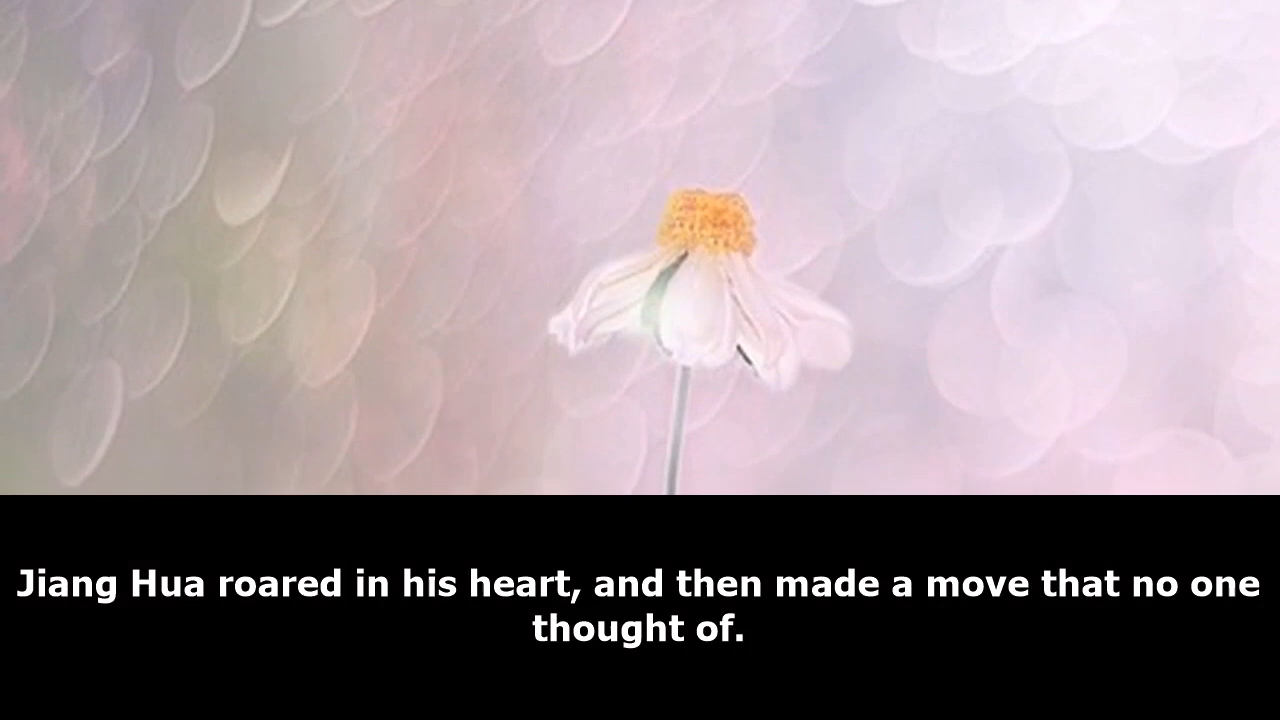 Jiang Hua roared in his heart, and then made a move that no one
thought of.